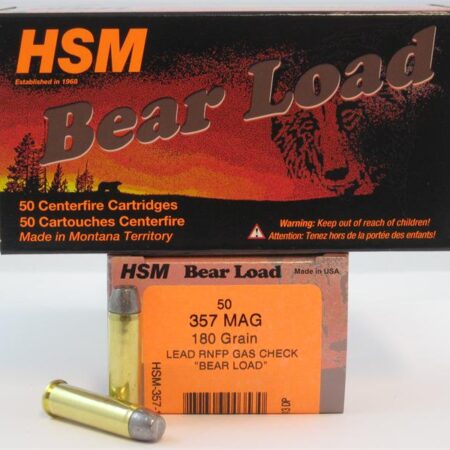 HSM
Established in 1968
Bear Load
50 Centerfire Cartridges
50 Cartouches Centerfire
Made in Montana Territory
Warning: Keep out of reach of children!
Attention: Tenez hors de la portée des enfants!
HSM Bear Load Made in USA
50
357 MAG
180 Grain
LEAD RNFP GAS CHECK
"BEAR LOAD"
HSM-357-